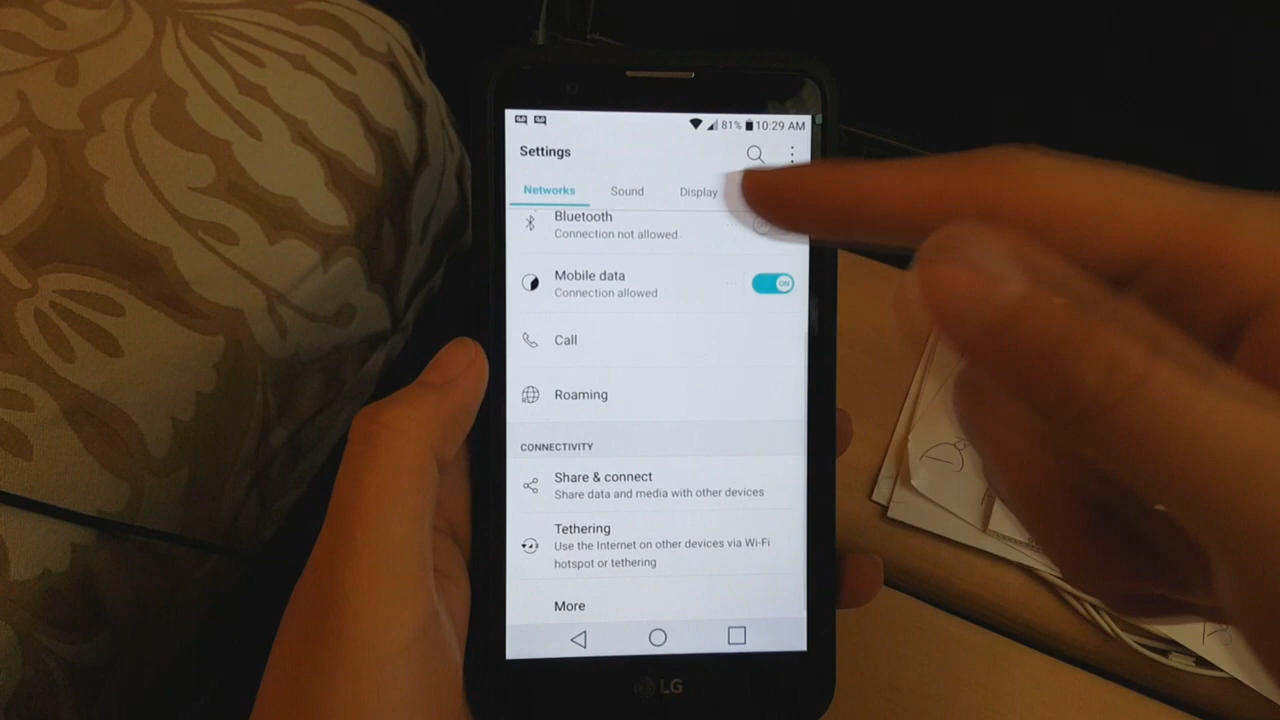 81% 10:29 AM
Settings
Networks Sound Display
Bluetooth
Connection not allowed
Mobile data
Connection allowed
ON
Call
Roaming
CONNECTIVITY
Share & connect
Share data and media with other devices
Tethering
Use the Internet on other devices via Wi-Fi
hotspot or tethering
More
LG